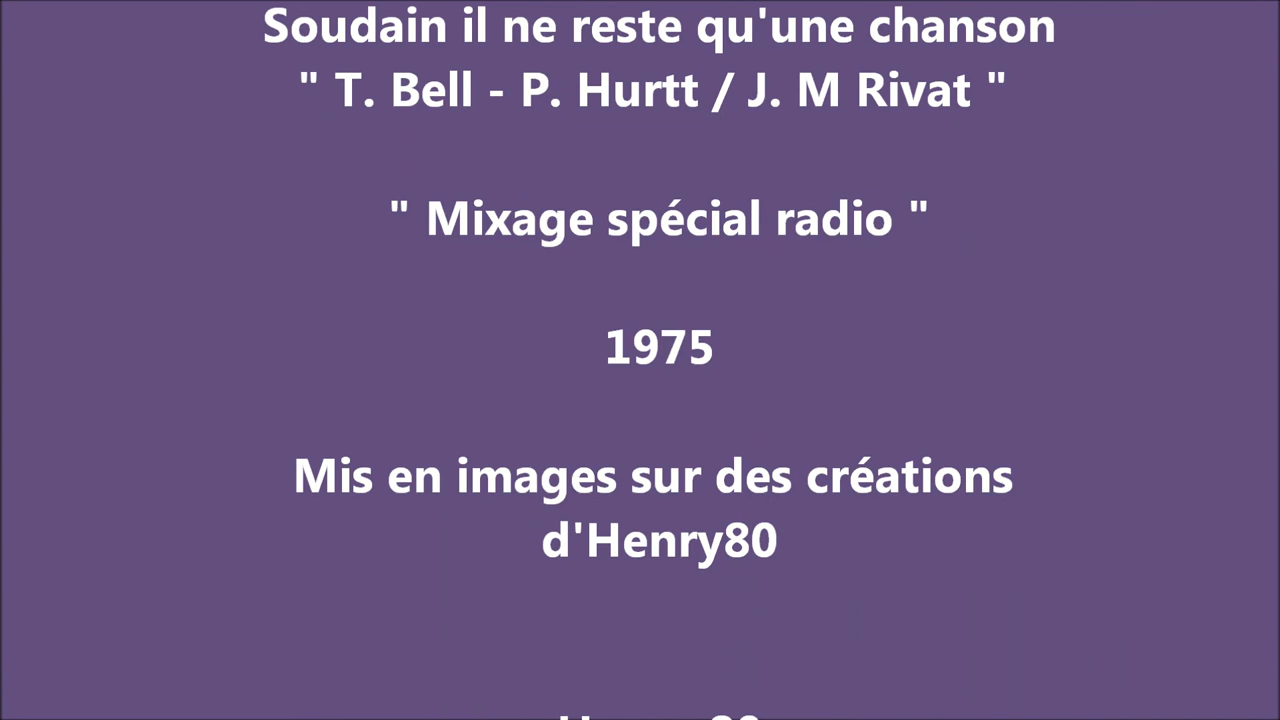 Soudain il ne reste qu'une chanson
" T. Bell - P. Hurtt / J. M Rivat "
" Mixage spécial radio "
1975
Mis en images sur des créations
d'Henry80